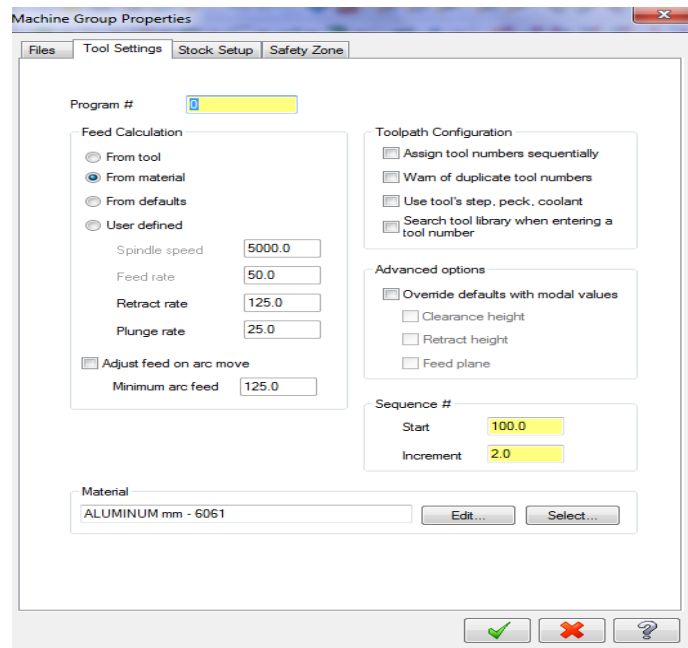 Machine Group Properties
Files Tool Settings Stock Setup Safety Zone
Program # 0
Feed Calculation
From tool
From material
From defaults
User defined
Spindle speed 5000.0
Feed rate 50.0
Retract rate 125.0
Plunge rate 25.0
Adjust feed on arc move
Minimum arc feed 125.0
Toolpath Configuration
Assign tool numbers sequentially
Warn of duplicate tool numbers
Use tool's step, peck, coolant
Search tool library when entering a
tool number
Advanced options
Override defaults with modal values
Clearance height
Retract height
Feed plane
Sequence #
Start 100.0
Increment 2.0
Material
ALUMINUM mm - 6061 Edit... Select...